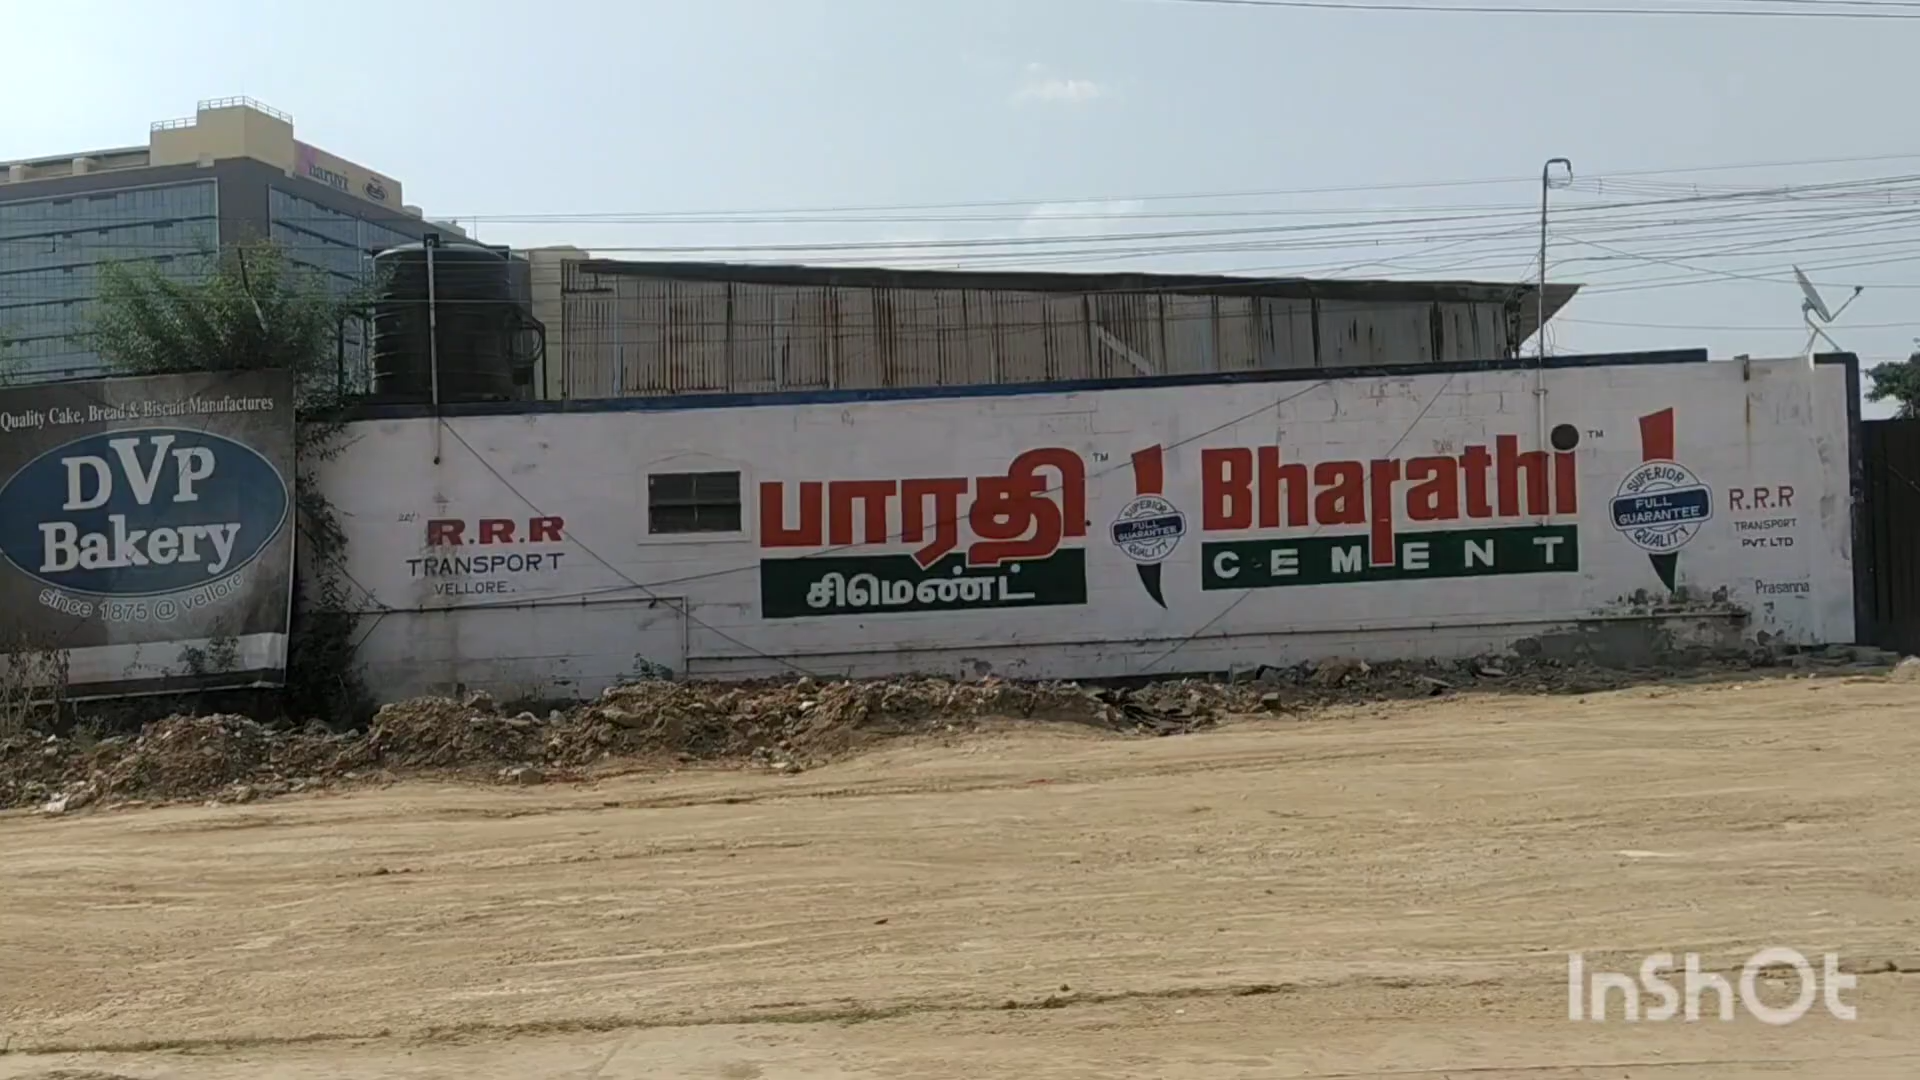 naruvi
Quality Cake, Bread & Biscuit Manufactures
DVP
Bakery
since 1875 @ vellore
R.R.R
TRANSPORT
VELLORE.
பாரதி TM
சிமெண்ட்
SUPERIOR
FULL
GUARANTEE
QUALITY
Bharathi TM
CEMENT
SUPERIOR
FULL
GUARANTEE
QUALITY
R.R.R
TRANSPORT
PVT. LTD
Prasanna
InShOt